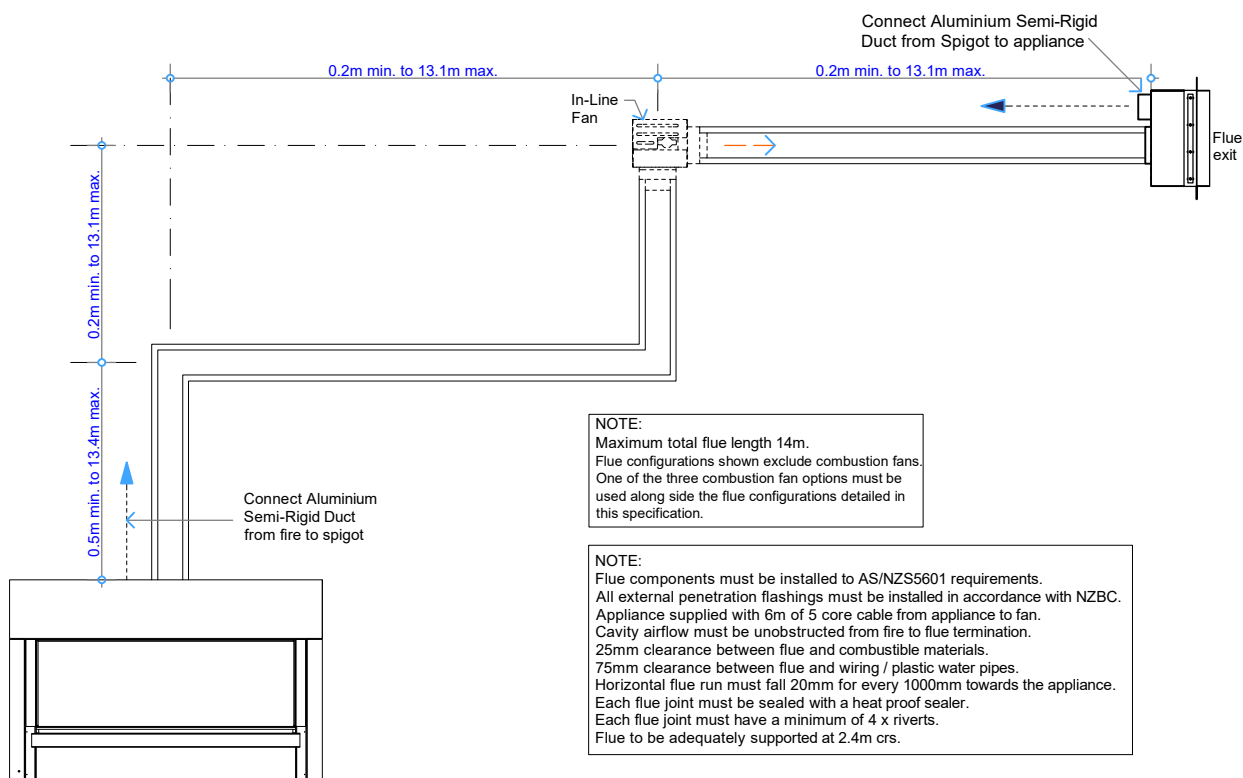 Connect Aluminium Semi-Rigid
Duct from Spigot to appliance
0.2m min. to 13.1m max.
0.2m min. to 13.1m max.
In-Line
Fan
Flue
exit
0.2m min. to 13.1m max.
0.5m min. to 13.4m max.
Connect Aluminium
Semi-Rigid Duct
from fire to spigot
NOTE:
Maximum total flue length 14m.
Flue configurations shown exclude combustion fans.
One of the three combustion fan options must be
used along side the flue configurations detailed in
this specification.
NOTE:
Flue components must be installed to AS/NZS5601 requirements.
All external penetration flashings must be installed in accordance with NZBC.
Appliance supplied with 6m of 5 core cable from appliance to fan.
Cavity airflow must be unobstructed from fire to flue termination.
25mm clearance between flue and combustible materials.
75mm clearance between flue and wiring / plastic water pipes.
Horizontal flue run must fall 20mm for every 1000mm towards the appliance.
Each flue joint must be sealed with a heat proof sealer.
Each flue joint must have a minimum of 4 x riverts.
Flue to be adequately supported at 2.4m crs.